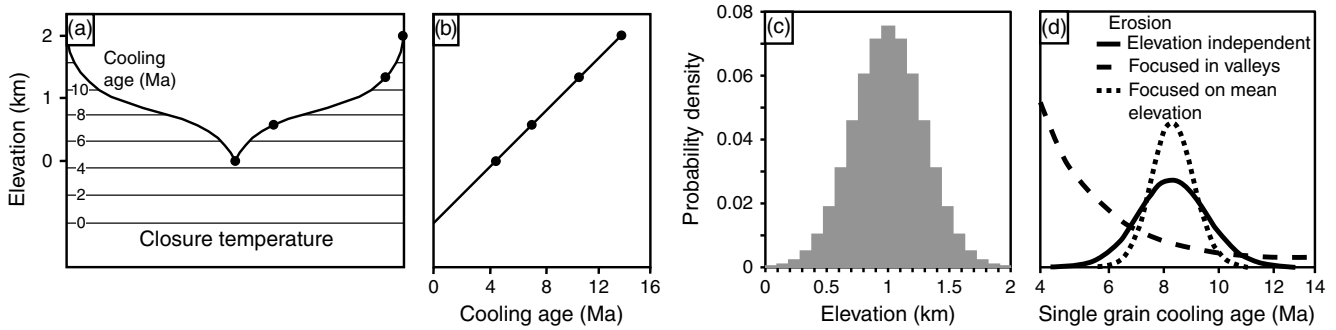 (a)
Elevation (km)
2
1
0
Cooling
age (Ma)
10
8
6
4
2
0
Closure temperature
(b)
0
4
8
12
16
Cooling age (Ma)
(c)
Probability density
0.08
0.06
0.04
0.02
0
0
0.5
1
1.5
2
Elevation (km)
(d)
Erosion
Elevation independent
Focused in valleys
Focused on mean
elevation
4
6
8
10
12
14
Single grain cooling age (Ma)